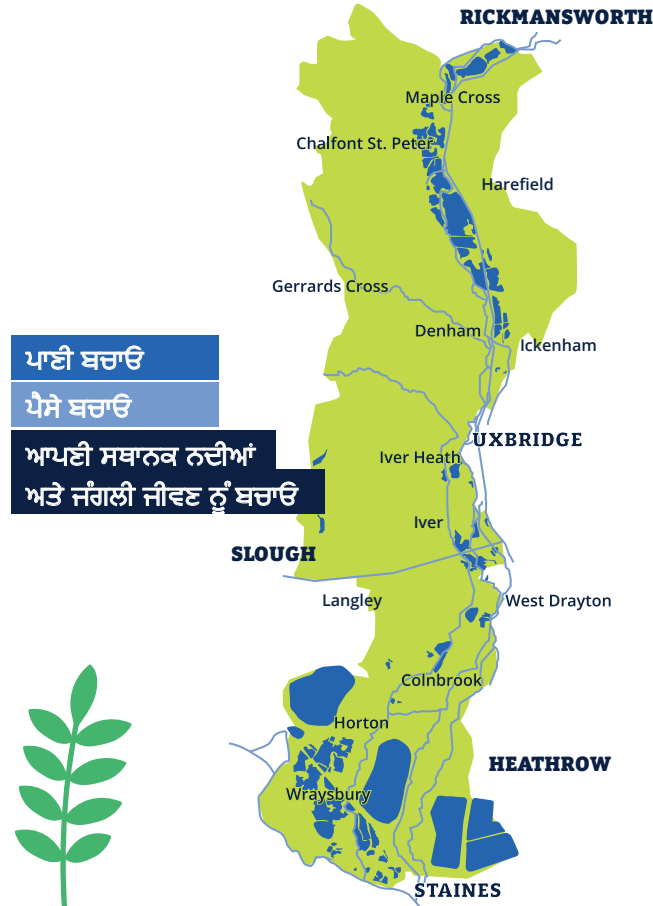 RICKMANSWORTH
Maple Cross
Chalfont St. Peter
Harefield
Gerrards Cross
Denham
Ickenham
ਪਾਣੀ ਬਚਾਓ
ਪੈਸੇ ਬਚਾਓ
ਆਪਣੀ ਸਥਾਨਕ ਨਦੀਆਂ
ਅਤੇ ਜੰਗਲੀ ਜੀਵਣ ਨੂੰ ਬਚਾਓ
UXBRIDGE
Iver Heath
Iver
SLOUGH
Langley
West Drayton
Colnbrook
Horton
HEATHROW
Wraysbury
STAINES